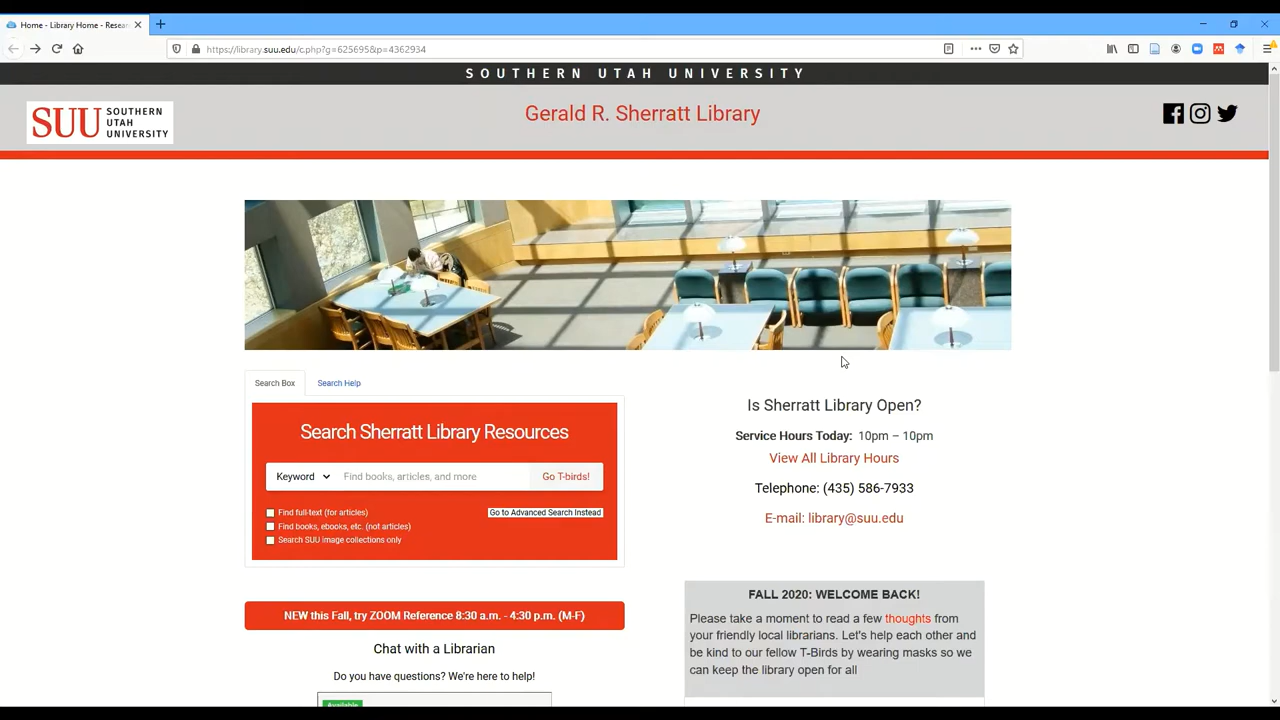 Home - Library Home - Resear
https://library.suu.edu/c.php?g=625695&p=4362934
SOUTHERN UTAH UNIVERSITY
SUU SOUTHERN
UTAH
UNIVERSITY
Gerald R. Sherratt Library
Search Box
Search Help
Search Sherratt Library Resources
Keyword
Find books, articles, and more
Go T-birds!
Find full-text (for articles)
Go to Advanced Search Instead
Find books, ebooks, etc. (not articles)
Search SUU image collections only
NEW this Fall, try ZOOM Reference 8:30 a.m. - 4:30 p.m. (M-F)
Chat with a Librarian
Do you have questions? We're here to help!
Available
Is Sherratt Library Open?
Service Hours Today: 10pm – 10pm
View All Library Hours
Telephone: (435) 586-7933
E-mail: library@suu.edu
FALL 2020: WELCOME BACK!
Please take a moment to read a few thoughts from
your friendly local librarians. Let's help each other and
be kind to our fellow T-Birds by wearing masks so we
can keep the library open for all